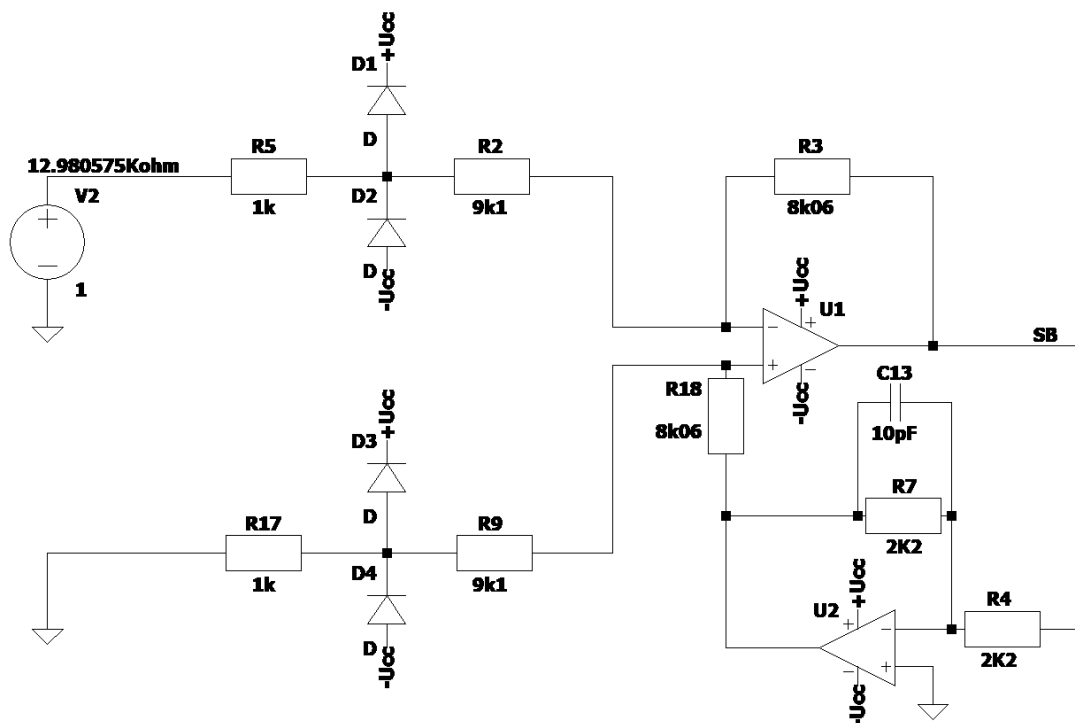 +Ucc
D1
D
12.980575Kohm
R5
1k
R2
9k1
R3
8k06
V2
+
−
1
D2
D
-Ucc
+Ucc
+
U1
−
+
−
-Ucc
SB
R18
8k06
C13
10pF
+Ucc
D3
D
R17
1k
R9
9k1
R7
2K2
D4
D
-Ucc
+Ucc
U2
+
−
+
−
-Ucc
R4
2K2